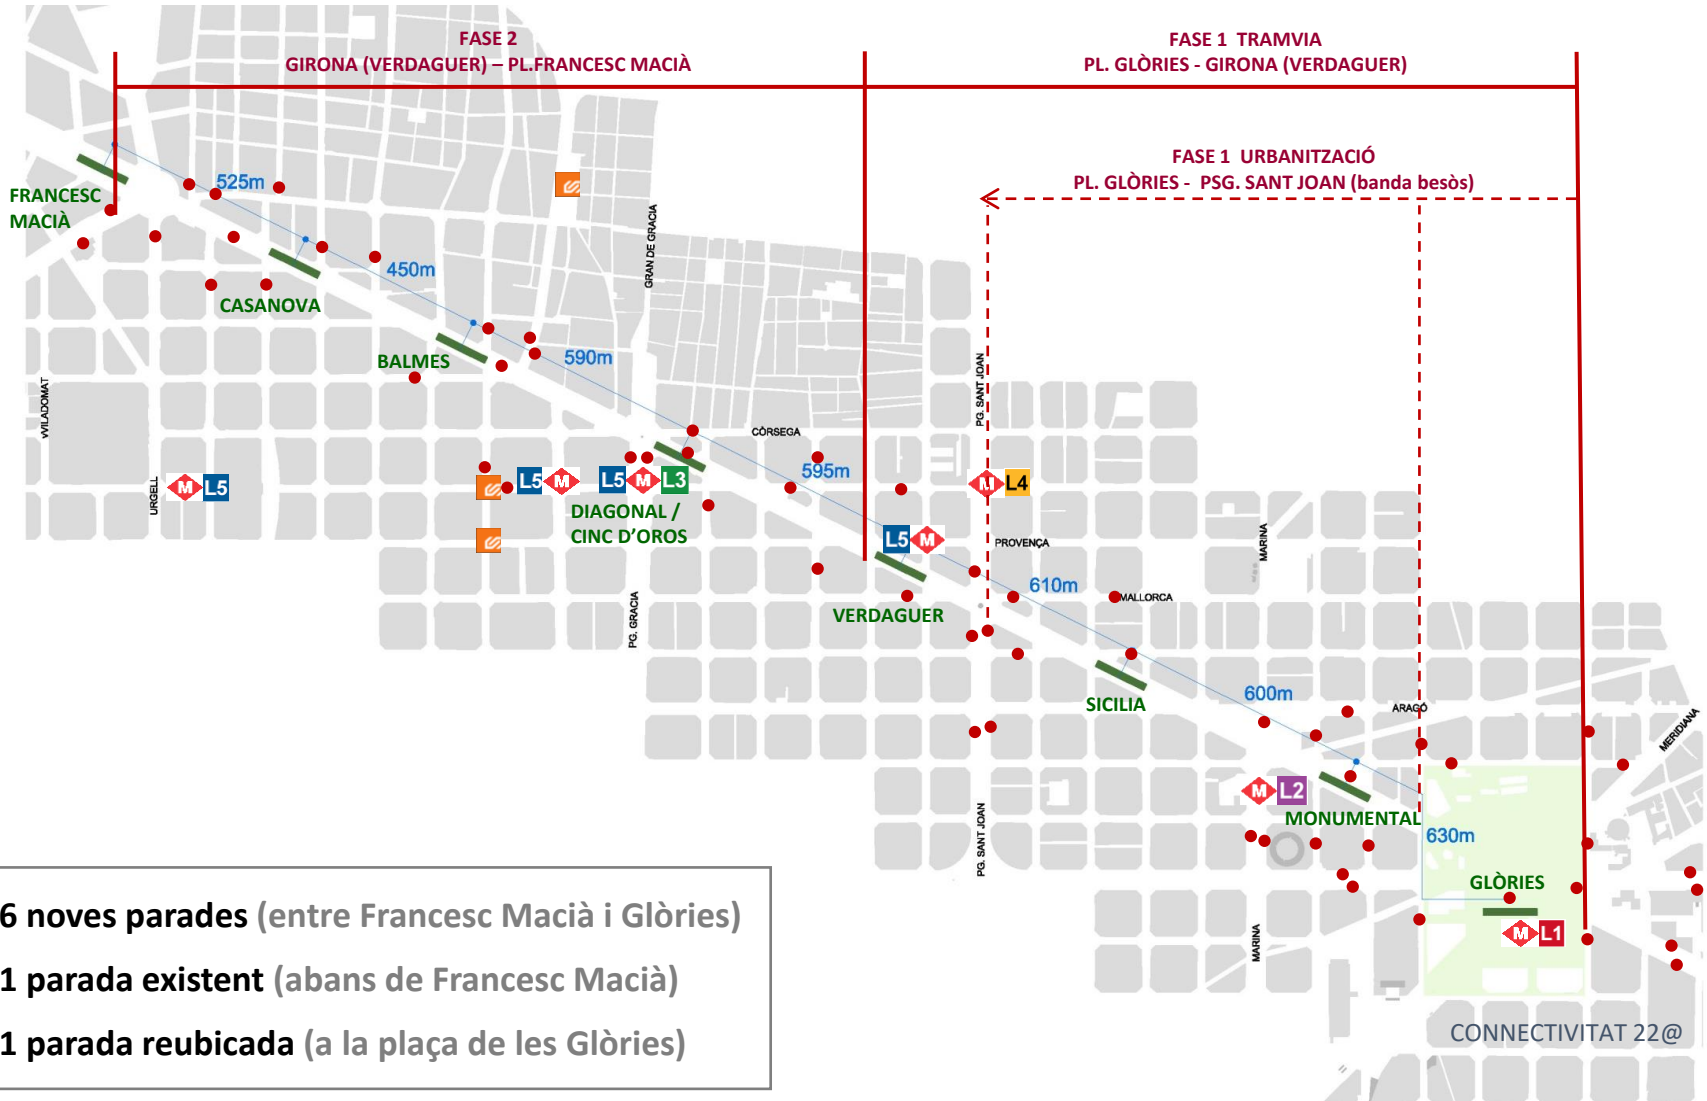 FASE 2
GIRONA (VERDAGUER) – PL.FRANCESC MACIÀ
FASE 1 TRAMVIA
PL. GLÒRIES - GIRONA (VERDAGUER)
FASE 1 URBANITZACIÓ
PL. GLÒRIES - PSG. SANT JOAN (banda besòs)
FRANCESC
MACIÀ
525m
450m
CASANOVA
GRAN DE GRACIA
BALMES
590m
VVILADOMAT
URGELL
M L5
CÒRSEGA
595m
PG. SANT JOAN
L5 M
L5 M L3
DIAGONAL /
CINC D'OROS
M L4
L5 M
PROVENÇA
MARINA
610m
MALLORCA
VERDAGUER
PG. GRACIA
SICILIA
600m
ARAGÓ
MERIDIANA
M L2
MONUMENTAL
630m
PG. SANT JOAN
GLÒRIES
M L1
MARINA
6 noves parades (entre Francesc Macià i Glòries)
1 parada existent (abans de Francesc Macià)
1 parada reubicada (a la plaça de les Glòries)
CONNECTIVITAT 22@